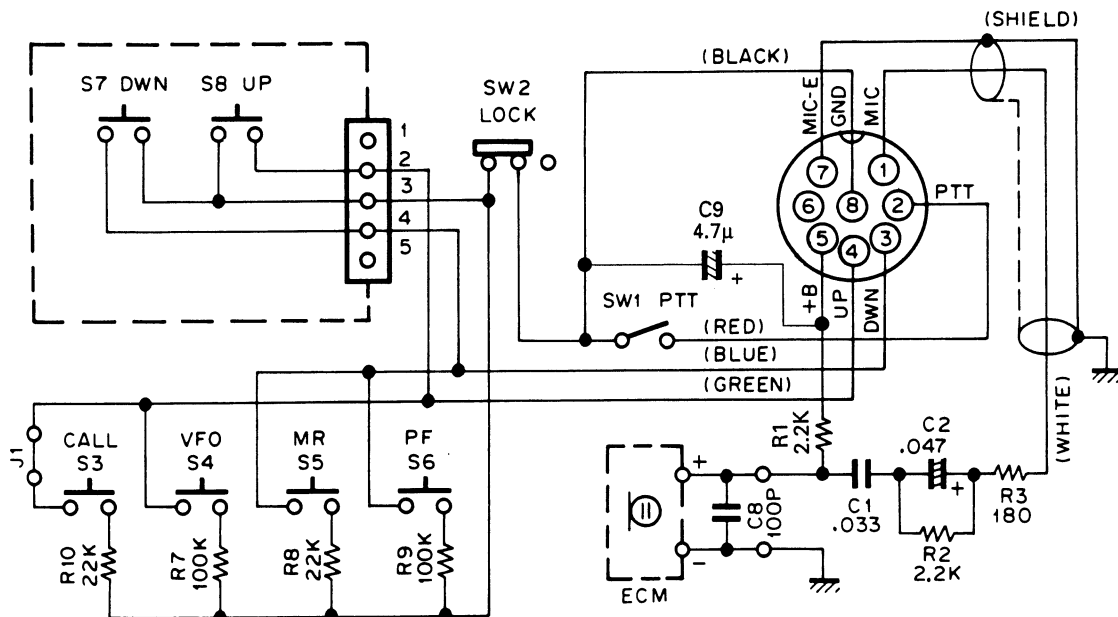 (SHIELD)
(BLACK)
S7 DWN
S8 UP
SW2
LOCK
MIC-E
GND
MIC
1
2
3
4
5
7
1
6
8
2
PTT
5
4
3
C9
4.7μ
+
+B
UP
DWN
SW1 PTT
(RED)
(BLUE)
(GREEN)
(WHITE)
J1
CALL
S3
VFO
S4
MR
S5
PF
S6
R1
2.2K
C2
.047
+
+
-
C8
100P
C1
.033
R3
180
R2
2.2K
R10
22K
R7
100K
R8
22K
R9
100K
ECM